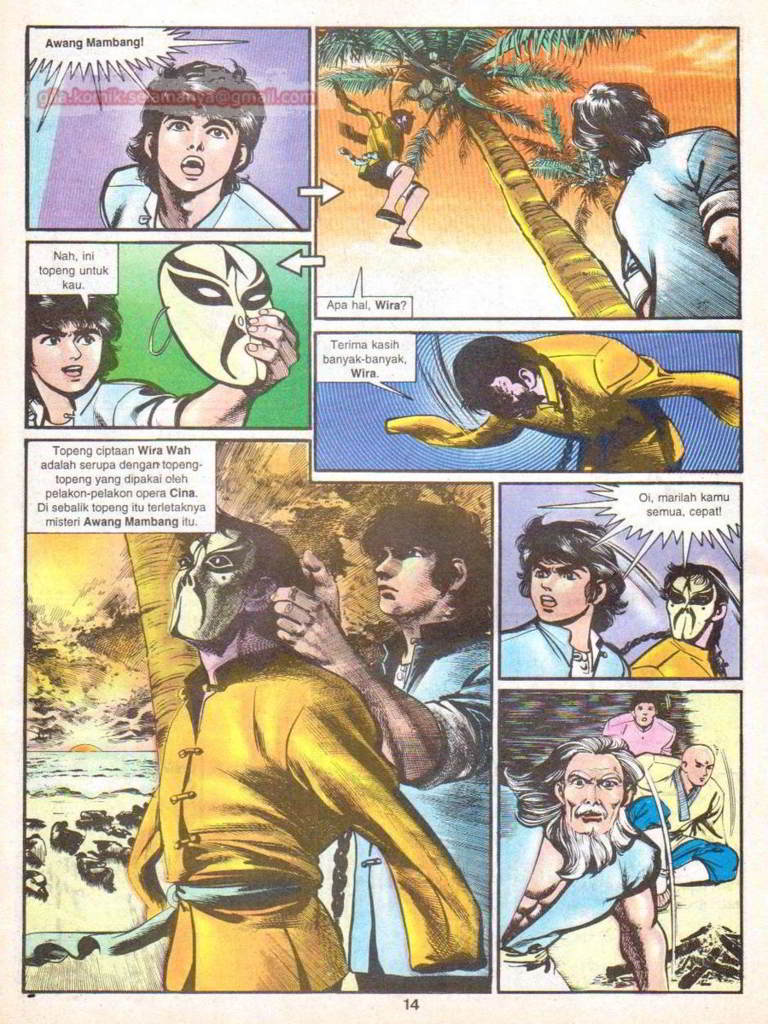 Awang Mambang!
gila.komik.selamanya@gmail.com
Apa hal, Wira?
Nah, ini
topeng untuk
kau.
Terima kasih
banyak-banyak,
Wira.
Topeng ciptaan Wira Wah
adalah serupa dengan topeng-
topeng yang dipakai oleh
pelakon-pelakon opera Cina.
Di sebalik topeng itu terletaknya
misteri Awang Mambang itu.
Oi, marilah kamu
semua, cepat!
14